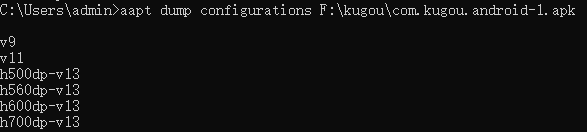 C:\Users\admin>aapt dump configurations F:\kugou\com.kugou.android-1.apk
v9
v11
h500dp-v13
h560dp-v13
h600dp-v13
h700dp-v13